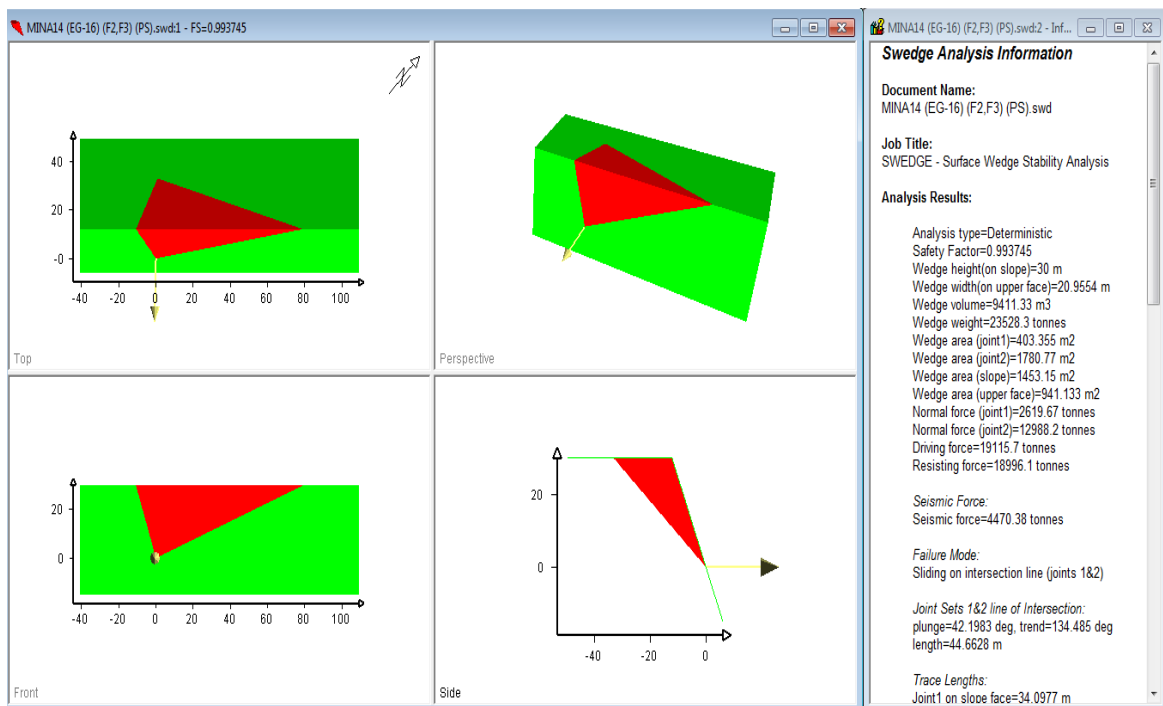 MINA14 (EG-16) (F2,F3) (PS).swd:1 - FS=0.993745
N
40
20
-0
-40 -20 0 20 40 60 80 100
Top
Perspective
20
0
-40 -20 0 20 40 60 80 100
Front
20
0
-40 -20 0
Side
MINA14 (EG-16) (F2,F3) (PS).swd:2 - Inf...
Swedge Analysis Information
Document Name:
MINA14 (EG-16) (F2,F3) (PS).swd
Job Title:
SWEDGE - Surface Wedge Stability Analysis
Analysis Results:
Analysis type=Deterministic
Safety Factor=0.993745
Wedge height(on slope)=30 m
Wedge width(on upper face)=20.9554 m
Wedge volume=9411.33 m3
Wedge weight=23528.3 tonnes
Wedge area (joint1)=403.355 m2
Wedge area (joint2)=1780.77 m2
Wedge area (slope)=1453.15 m2
Wedge area (upper face)=941.133 m2
Normal force (joint1)=2619.67 tonnes
Normal force (joint2)=12988.2 tonnes
Driving force=19115.7 tonnes
Resisting force=18996.1 tonnes
Seismic Force:
Seismic force=4470.38 tonnes
Failure Mode:
Sliding on intersection line (joints 1&2)
Joint Sets 1&2 line of Intersection:
plunge=42.1983 deg, trend=134.485 deg
length=44.6628 m
Trace Lengths:
Joint1 on slope face=34.0977 m